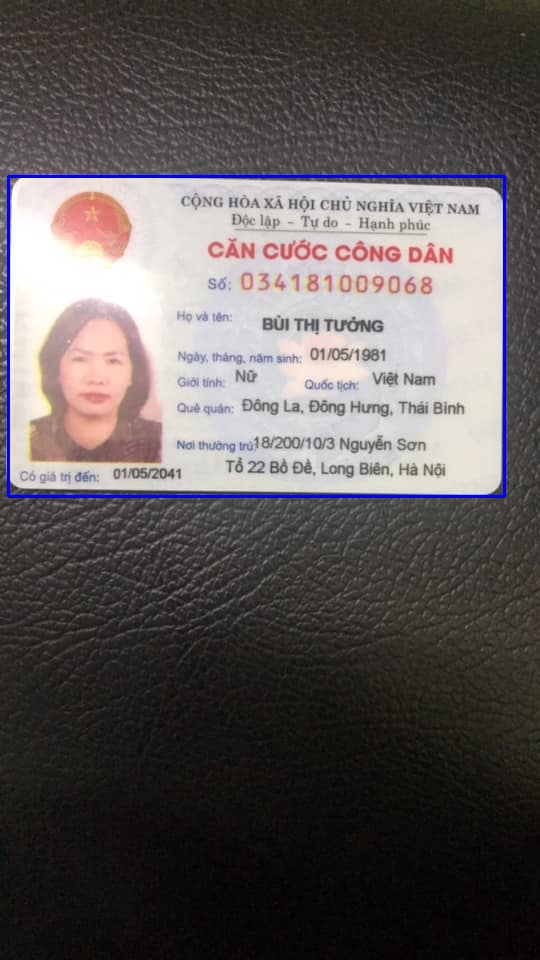 CỘNG HÒA XÃ HỘI CHỦ NGHĨA VIỆT NAM
Độc lập - Tự do - Hạnh phúc
CĂN CƯỚC CÔNG DÂN
Số: 034181009068
Họ và tên: BÙI THỊ TƯỞNG
Ngày, tháng, năm sinh: 01/05/1981
Giới tính: Nữ Quốc tịch: Việt Nam
Quê quán: Đông La, Đông Hưng, Thái Bình
Nơi thường trú: 18/200/10/3 Nguyễn Sơn
Tổ 22 Bồ Đề, Long Biên, Hà Nội
Có giá trị đến: 01/05/2041